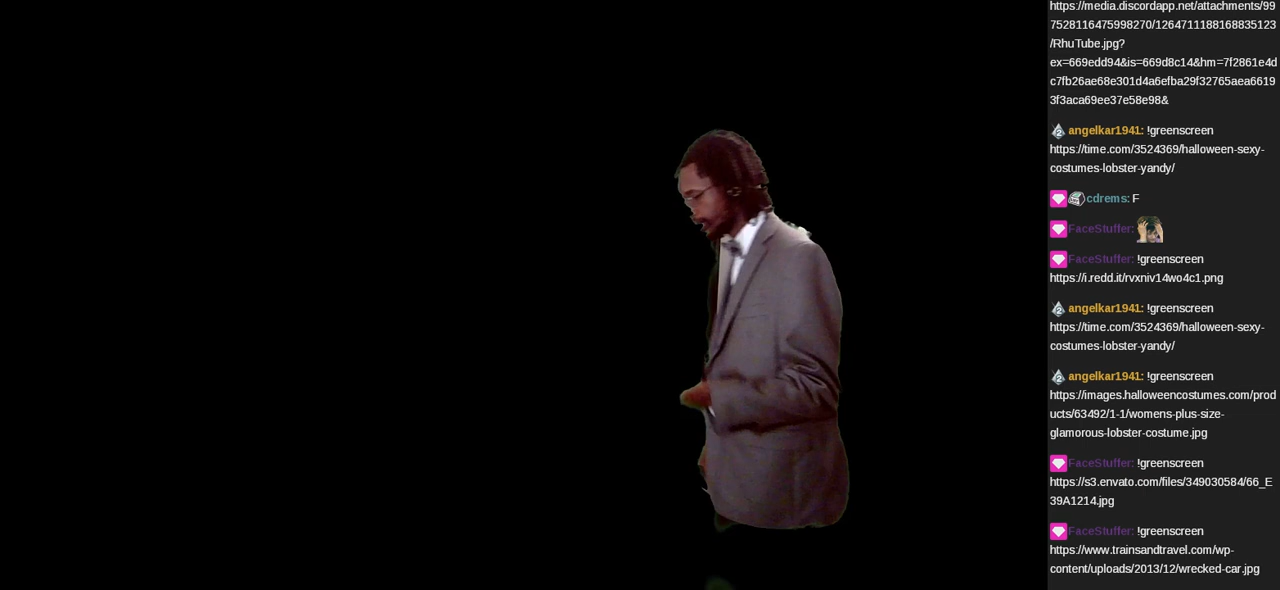 https://media.discordapp.net/attachments/99
7528116475998270/1264711188168835123
/RhuTube.jpg?
ex=669edd94&is=669d8c14&hm=7f2861e4d
c7fb26ae68e301d4a6efba29f32765aea6619
3f3aca69ee37e58e98&
2 angelkar1941: !greenscreen
https://time.com/3524369/halloween-sexy-
costumes-lobster-yandy/
cdrems: F
FaceStuffer:
FaceStuffer: !greenscreen
https://i.redd.it/rvxniv14wo4c1.png
2 angelkar1941: !greenscreen
https://time.com/3524369/halloween-sexy-
costumes-lobster-yandy/
2 angelkar1941: !greenscreen
https://images.halloweencostumes.com/prod
ucts/63492/1-1/womens-plus-size-
glamorous-lobster-costume.jpg
FaceStuffer: !greenscreen
https://s3.envato.com/files/349030584/66_E
39A1214.jpg
FaceStuffer: !greenscreen
https://www.trainsandtravel.com/wp-
content/uploads/2013/12/wrecked-car.jpg